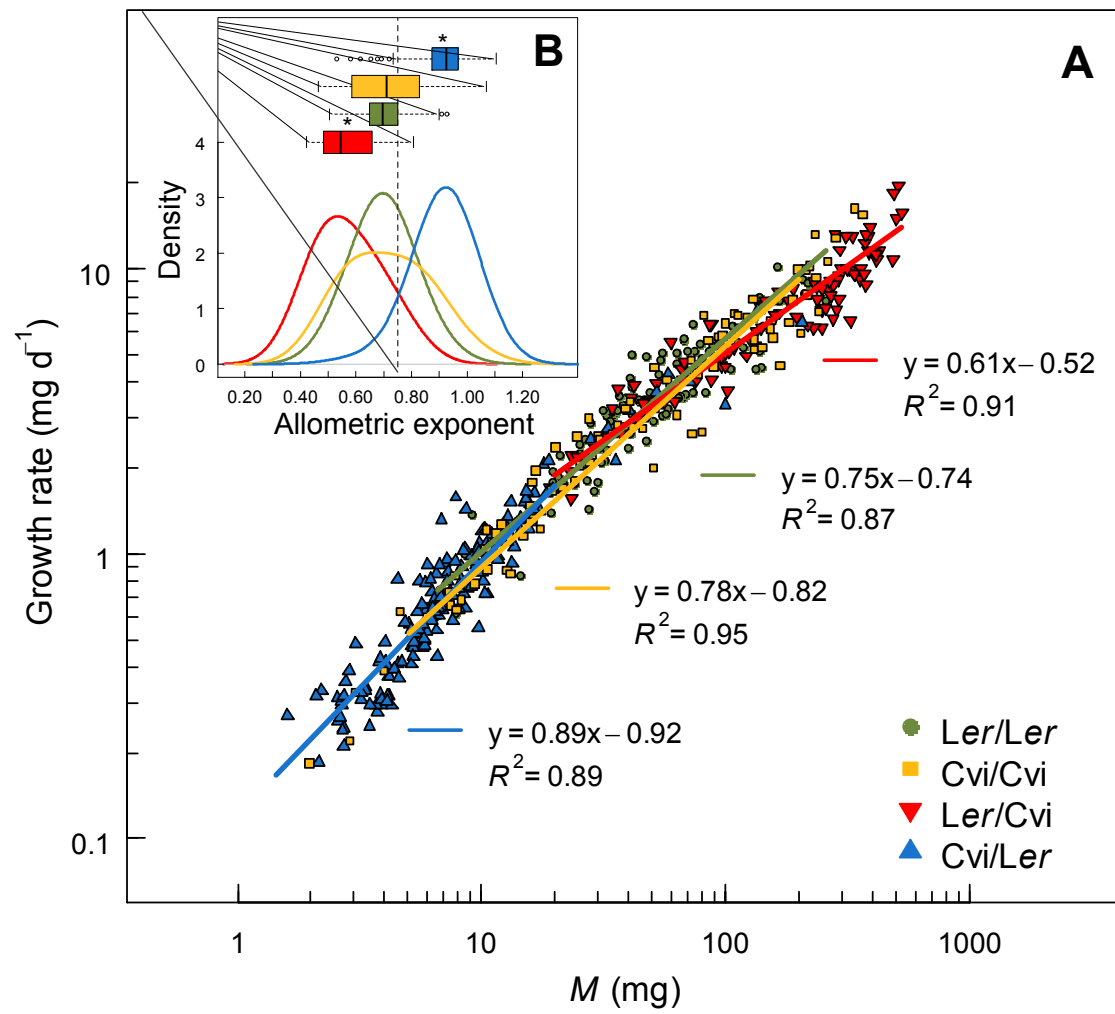 B
A
*
*
4
3
2
1
0
Density
0.20 0.40 0.60 0.80 1.00 1.20
Allometric exponent
10
1
0.1
Growth rate (mg d⁻¹)
y = 0.61x – 0.52
R² = 0.91
y = 0.75x – 0.74
R² = 0.87
y = 0.78x – 0.82
R² = 0.95
y = 0.89x – 0.92
R² = 0.89
Ler/Ler
Cvi/Cvi
Ler/Cvi
Cvi/Ler
1 10 100 1000
M (mg)